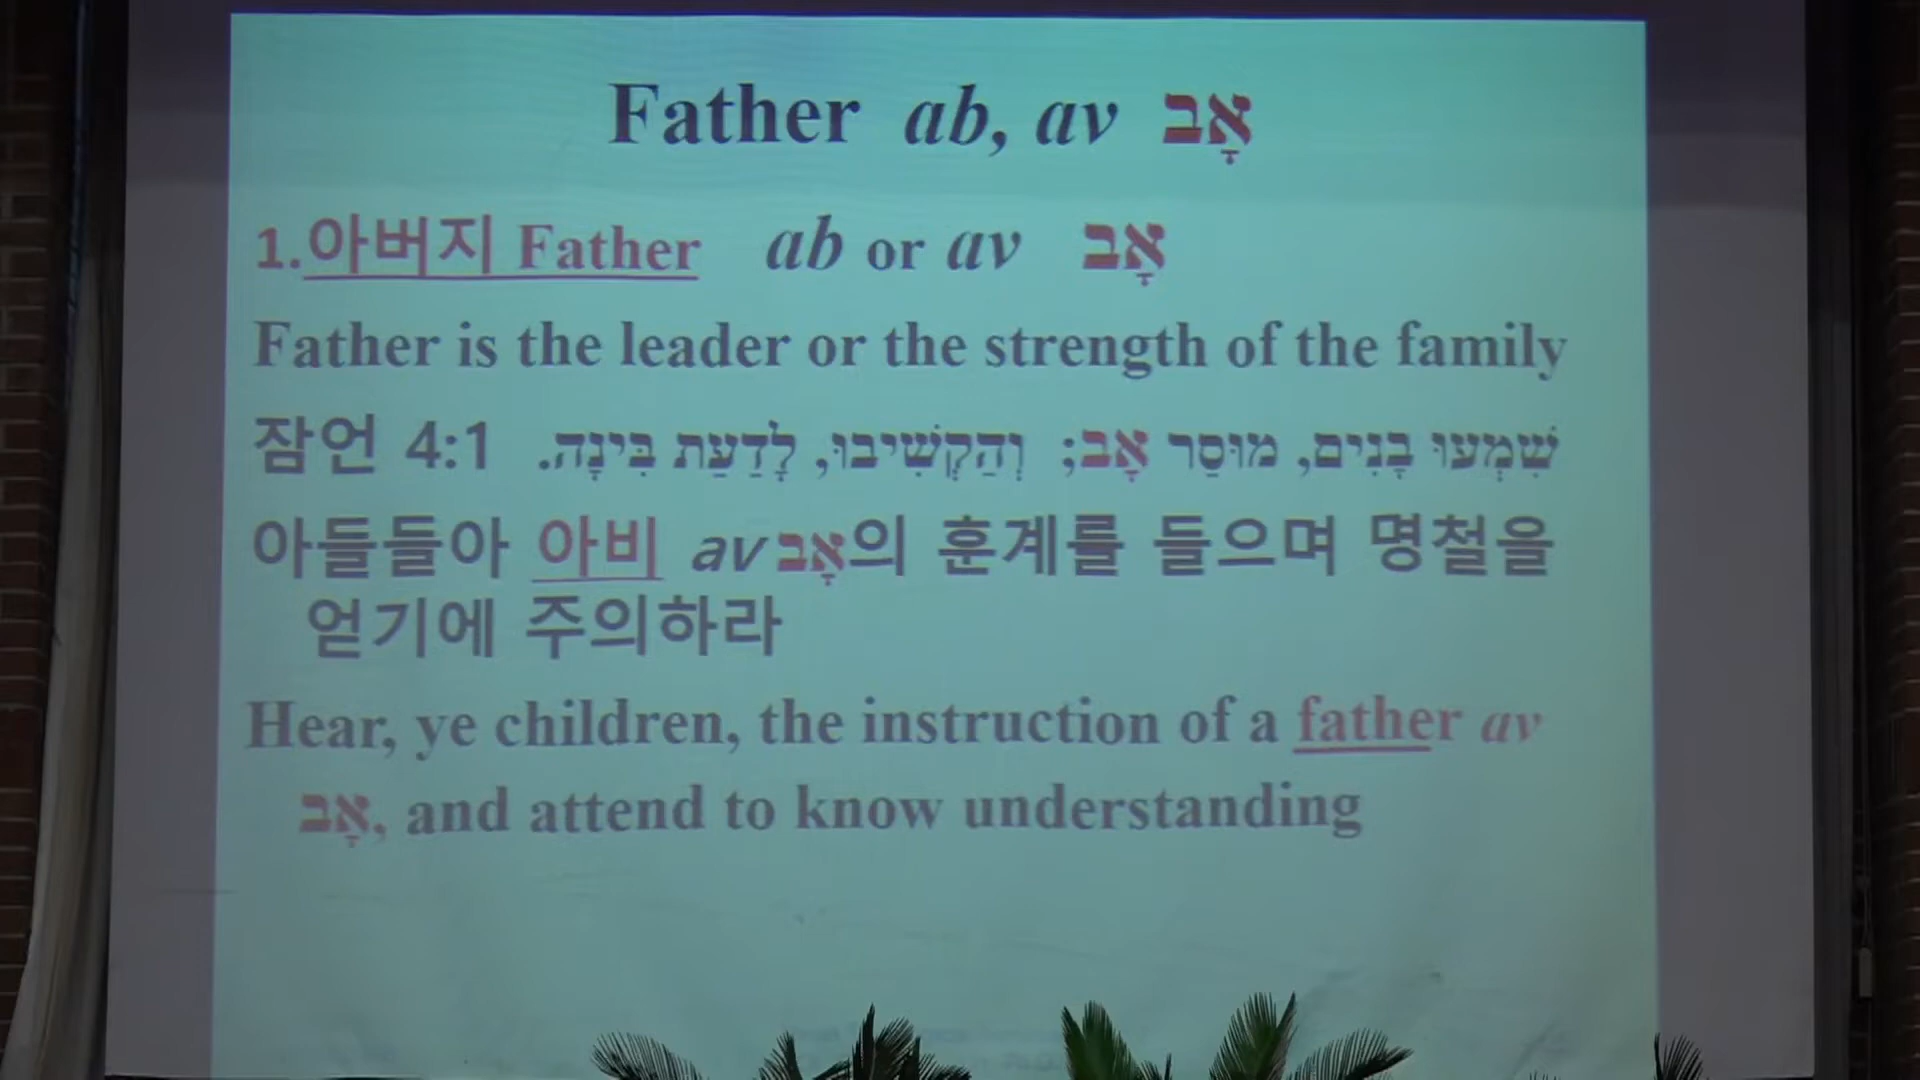 Father ab, av אָב
1.아버지 Father ab or av אָב
Father is the leader or the strength of the family
잠언 4:1 שִׁמְעוּ בָנִים, מוּסַר אָב; וְהַקְשִׁיבוּ, לָדַעַת בִּינָה.
아들들아 아비 av אָב의 훈계를 들으며 명철을
얻기에 주의하라
Hear, ye children, the instruction of a father av
אָב, and attend to know understanding